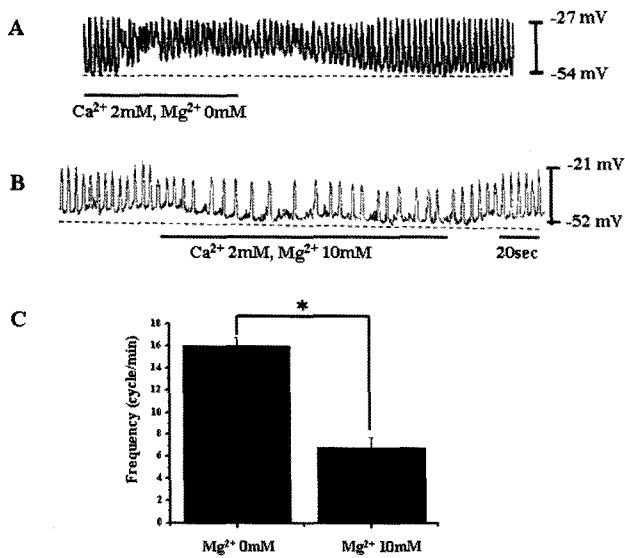 A
-27 mV
-54 mV
Ca²⁺ 2mM, Mg²⁺ 0mM
B
-21 mV
-52 mV
Ca²⁺ 2mM, Mg²⁺ 10mM
20sec
C
*
Frequency (cycle/min)
18
16
14
12
10
8
6
4
2
0
Mg²⁺ 0mM
Mg²⁺ 10mM